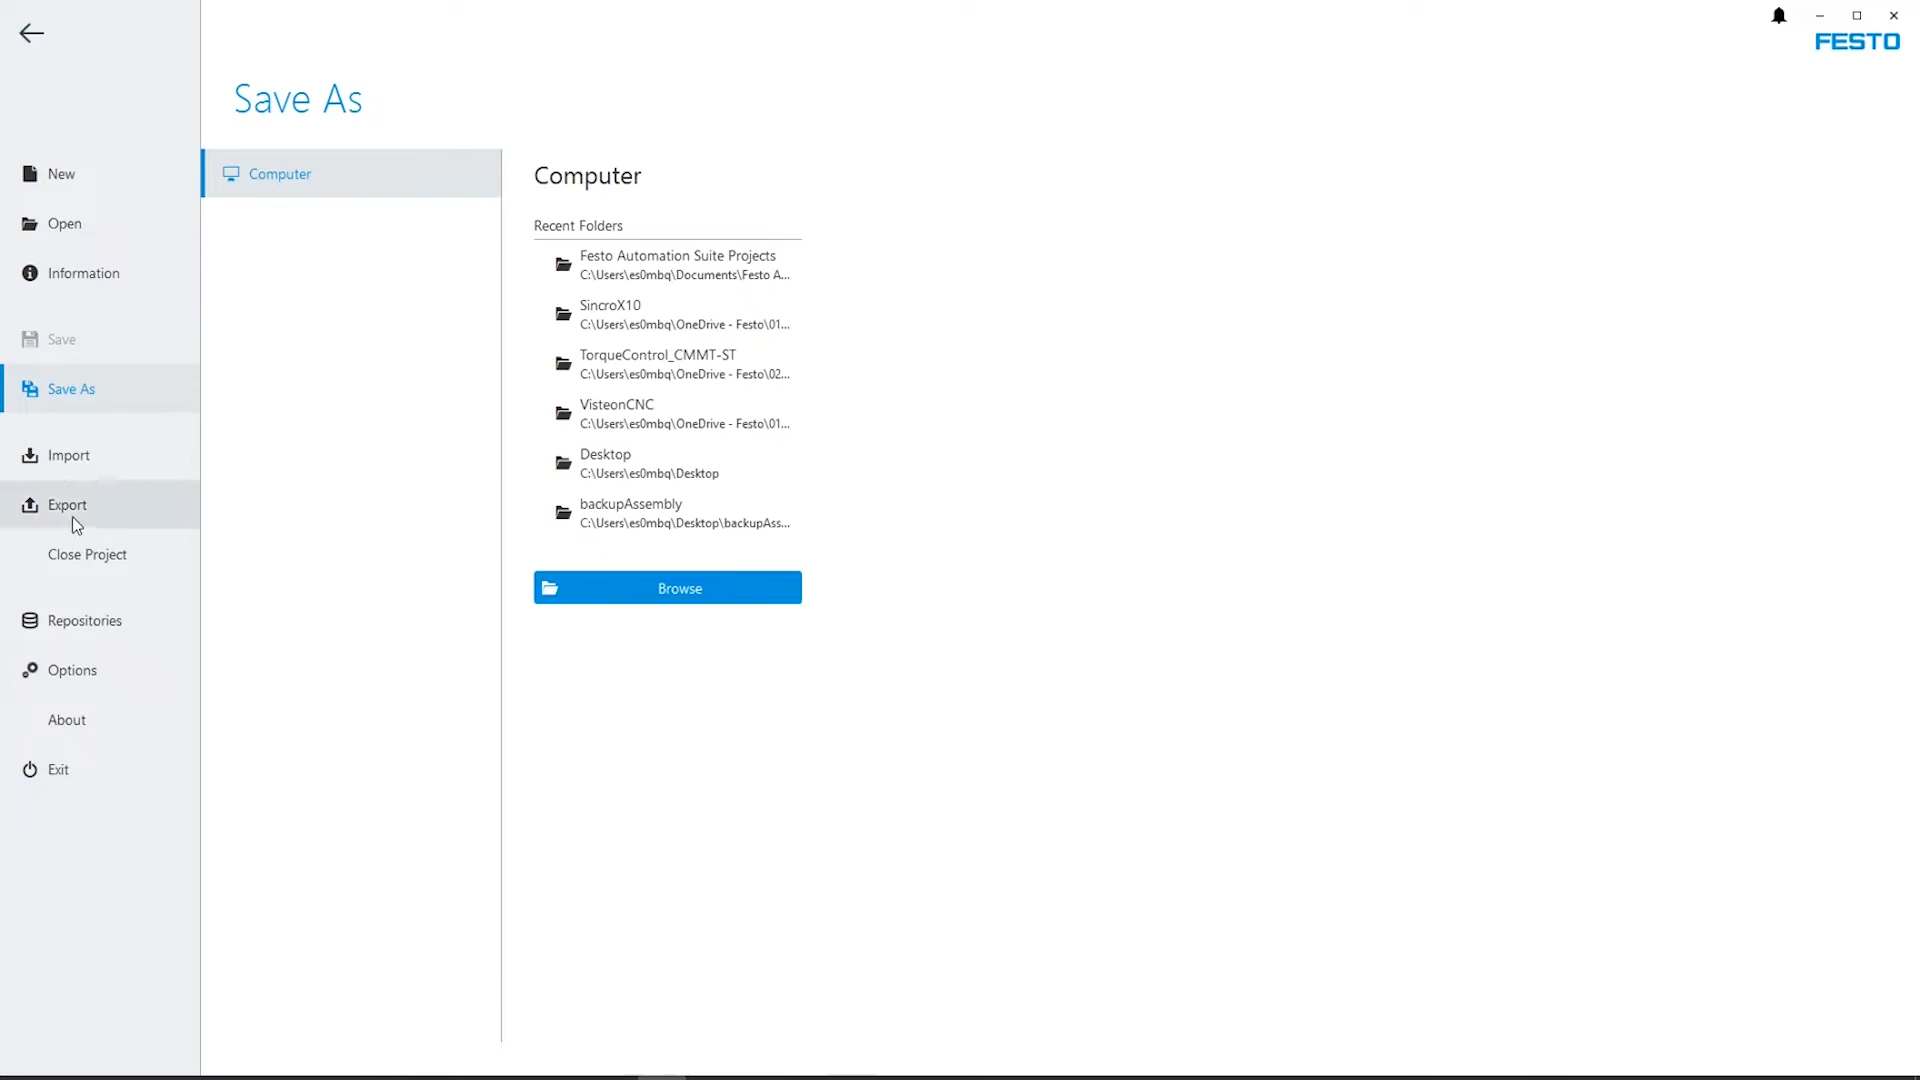 FESTO
Save As
New
Open
Information
Save
Save As
Import
Export
Close Project
Repositories
Options
About
Exit
Computer
Computer
Recent Folders
Festo Automation Suite Projects
C:\Users\es0mbq\Documents\Festo A...
SincroX10
C:\Users\es0mbq\OneDrive - Festo\01...
TorqueControl_CMMT-ST
C:\Users\es0mbq\OneDrive - Festo\02...
VisteonCNC
C:\Users\es0mbq\OneDrive - Festo\01...
Desktop
C:\Users\es0mbq\Desktop
backupAssembly
C:\Users\es0mbq\Desktop\backupAss...
Browse